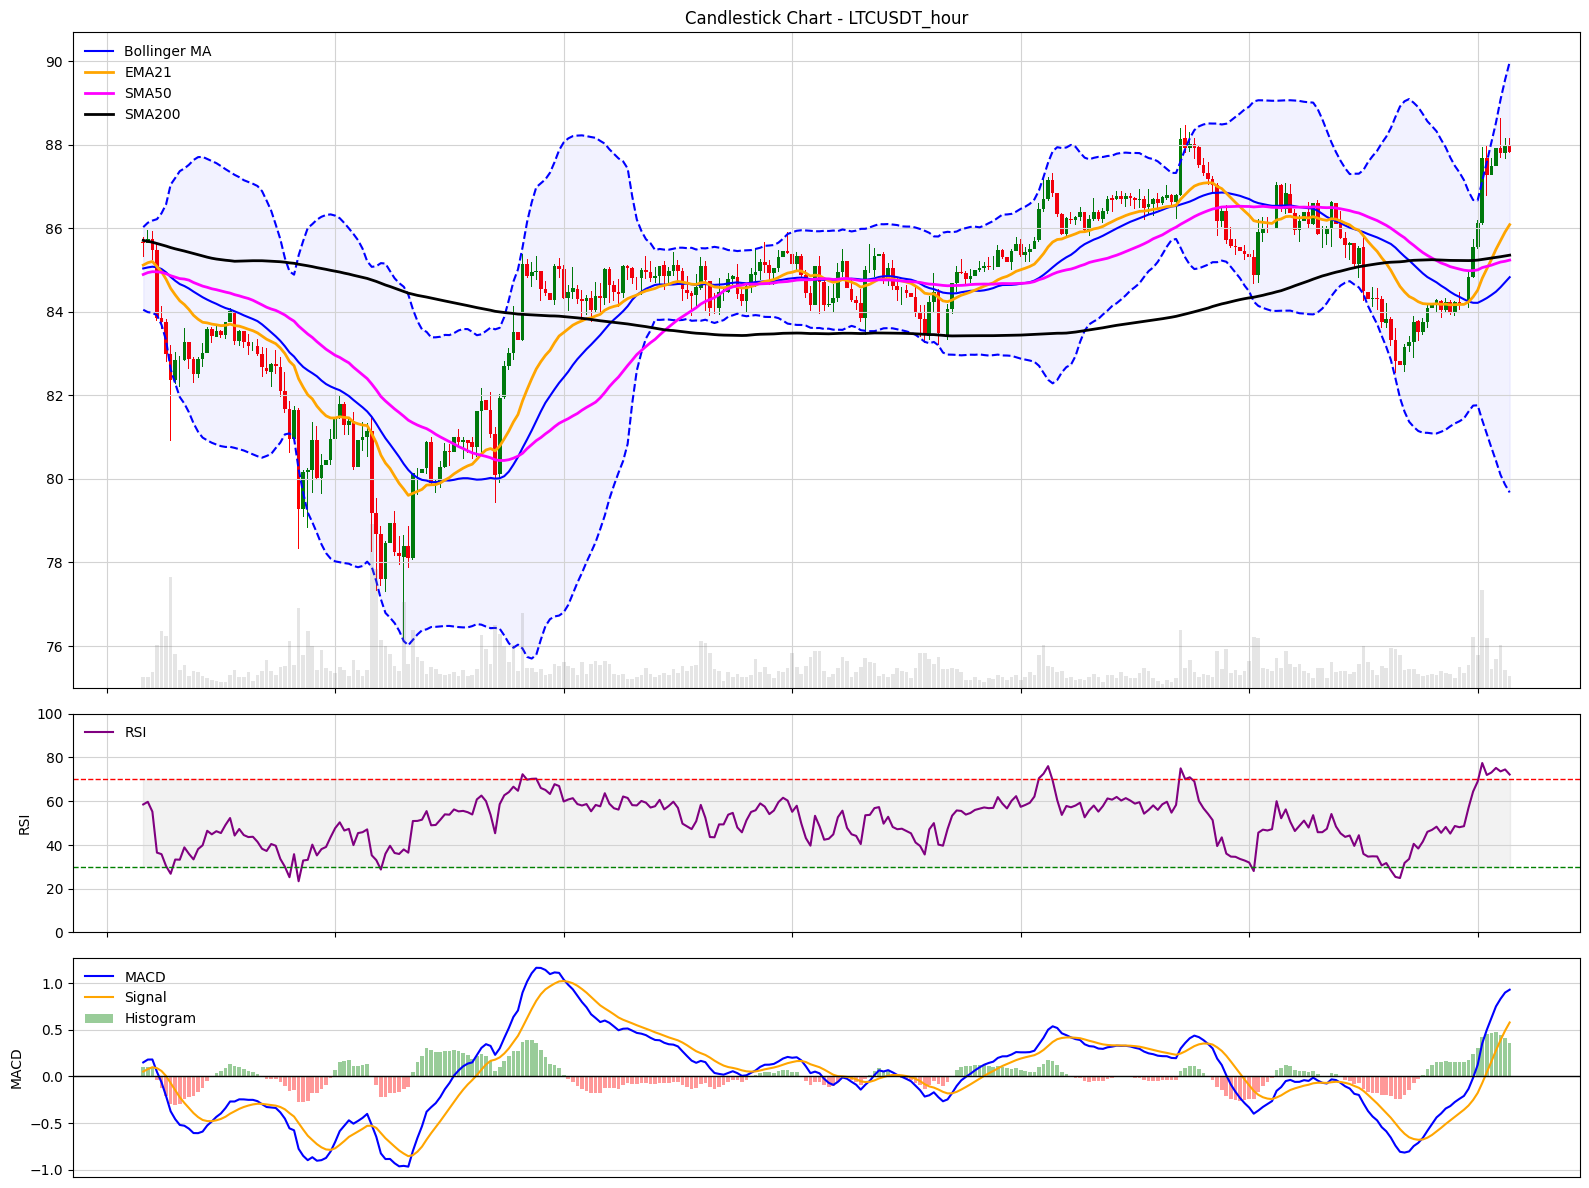 Candlestick Chart - LTCUSDT_hour
Bollinger MA
EMA21
SMA50
SMA200
90
88
86
84
82
80
78
76
RSI
100
80
60
40
20
0
RSI
MACD
Signal
Histogram
1.0
0.5
0.0
−0.5
−1.0
MACD